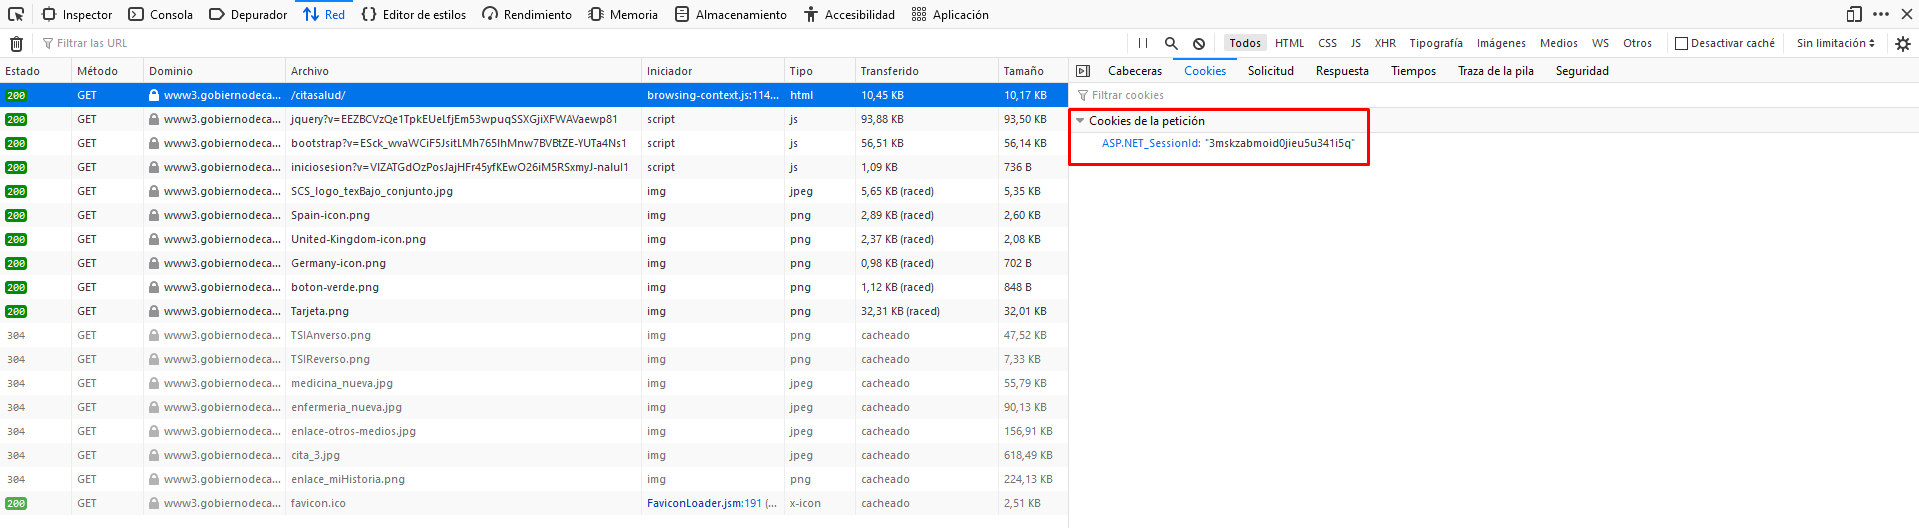 Inspector Consola Depurador Red Editor de estilos Rendimiento Memoria Almacenamiento Accesibilidad Aplicación
Filtrar las URL Todos HTML CSS JS XHR Tipografía Imágenes Medios WS Otros Desactivar caché Sin limitación
Estado Método Dominio Archivo Iniciador Tipo Transferido Tamaño Cabeceras Cookies Solicitud Respuesta Tiempos Traza de la pila Seguridad
200 GET www3.gobiernodeca... /citasalud/ browsing-context.js:114... html 10,45 KB 10,17 KB
Filtrar cookies
200 GET www3.gobiernodeca... jquery?v=EEZBCVzQe1TpkEUeLfjEm53wpuqSSXGjiXFWAVaewp81 script js 93,88 KB 93,50 KB
Cookies de la petición
200 GET www3.gobiernodeca... bootstrap?v=ESck_wvaWCiF5JsitLMh765IhMnw7BVBtZE-YUTa4Ns1 script js 56,51 KB 56,14 KB
ASP.NET_SessionId: "3mskzabmoid0jieu5u341i5q"
200 GET www3.gobiernodeca... iniciosesion?v=VIZATGdOzPosJajHFr45yfKEwO26iM5RSxmyJ-naIuI1 script js 1,09 KB 736 B
200 GET www3.gobiernodeca... SCS_logo_texBajo_conjunto.jpg img jpeg 5,65 KB (raced) 5,35 KB
200 GET www3.gobiernodeca... Spain-icon.png img png 2,89 KB (raced) 2,60 KB
200 GET www3.gobiernodeca... United-Kingdom-icon.png img png 2,37 KB (raced) 2,08 KB
200 GET www3.gobiernodeca... Germany-icon.png img png 0,98 KB (raced) 702 B
200 GET www3.gobiernodeca... boton-verde.png img png 1,12 KB (raced) 848 B
200 GET www3.gobiernodeca... Tarjeta.png img png 32,31 KB (raced) 32,01 KB
304 GET www3.gobiernodeca... TSIAnverso.png img png cacheado 47,52 KB
304 GET www3.gobiernodeca... TSIReverso.png img png cacheado 7,33 KB
304 GET www3.gobiernodeca... medicina_nueva.jpg img jpeg cacheado 55,79 KB
304 GET www3.gobiernodeca... enfermeria_nueva.jpg img jpeg cacheado 90,13 KB
304 GET www3.gobiernodeca... enlace-otros-medios.jpg img jpeg cacheado 156,91 KB
304 GET www3.gobiernodeca... cita_3.jpg img jpeg cacheado 618,49 KB
304 GET www3.gobiernodeca... enlace_miHistoria.png img png cacheado 224,13 KB
200 GET www3.gobiernodeca... favicon.ico FaviconLoader.jsm:191 (... x-icon cacheado 2,51 KB